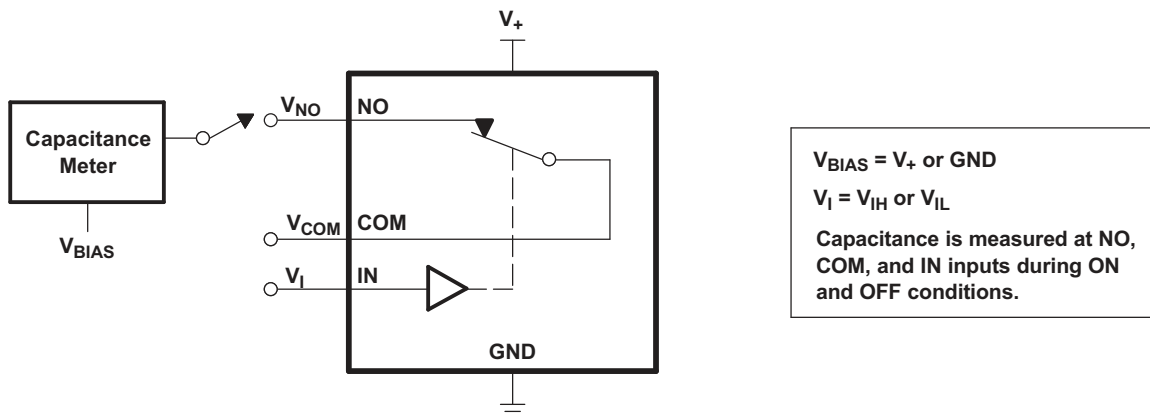 V+
Capacitance
Meter
VBIAS
VNO
NO
VCOM
COM
VI
IN
GND
VBIAS = V+ or GND
VI = VIH or VIL
Capacitance is measured at NO,
COM, and IN inputs during ON
and OFF conditions.